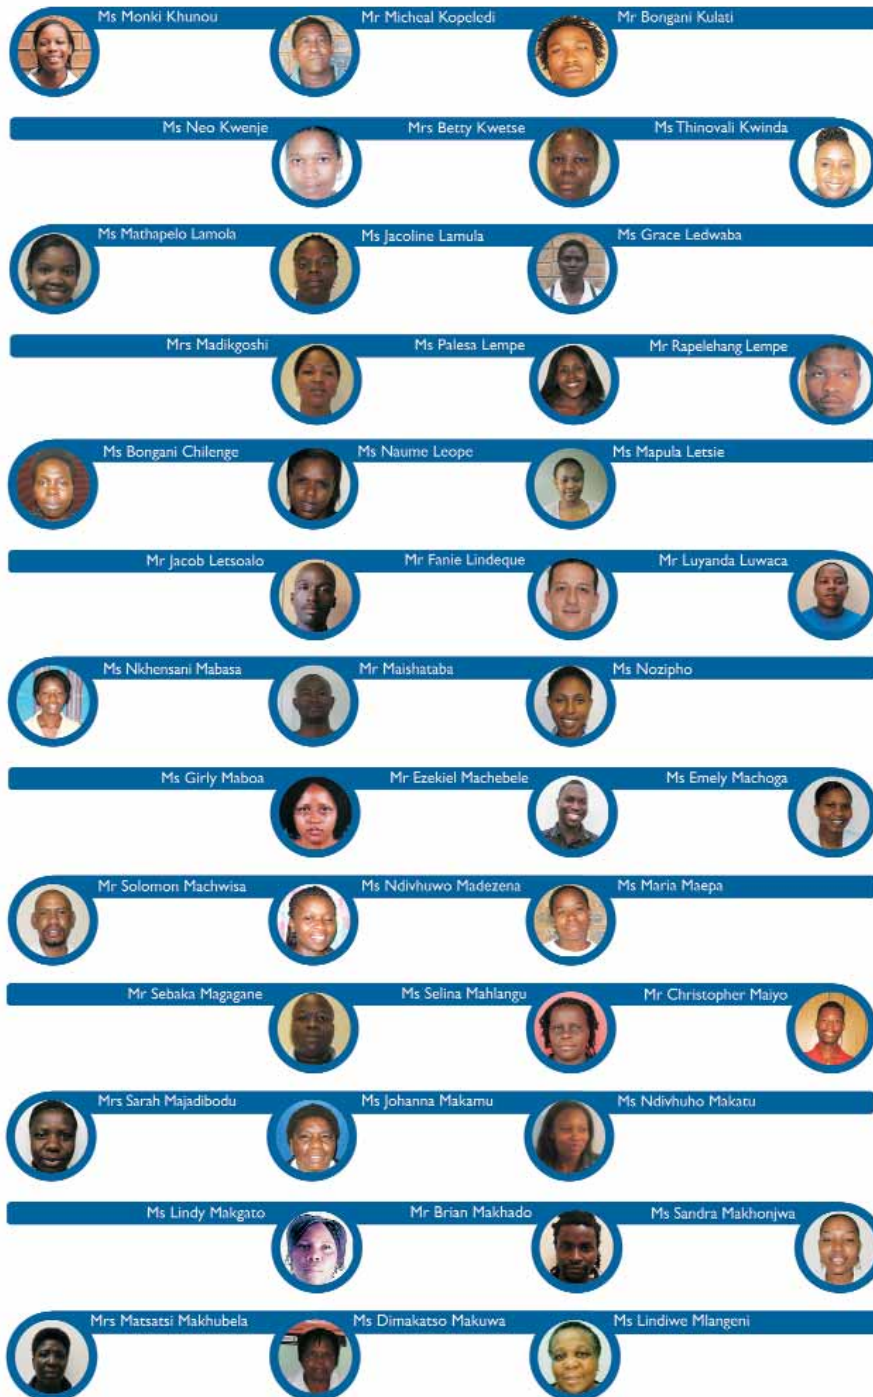 Ms Monki Khunou Mr Micheal Kopeledi Mr Bongani Kulati
Ms Neo Kwenje Mrs Betty Kwetse Ms Thinovali Kwinda
Ms Mathapelo Lamola Ms Jacoline Lamula Ms Grace Ledwaba
Mrs Madikgoshi Ms Palesa Lempe Mr Rapelehang Lempe
Ms Bongani Chilenge Ms Naume Leope Ms Mapula Letsie
Mr Jacob Letsoalo Mr Fanie Lindeque Mr Luyanda Luwaca
Ms Nkhensani Mabasa Mr Maishataba Ms Nozipho
Ms Girly Maboa Mr Ezekiel Machebele Ms Emely Machoga
Mr Solomon Machwisa Ms Ndivhuwo Madezena Ms Maria Maepa
Mr Sebaka Magagane Ms Selina Mahlangu Mr Christopher Maiyo
Mrs Sarah Majadibodu Ms Johanna Makamu Ms Ndivhuho Makatu
Ms Lindy Makgato Mr Brian Makhado Ms Sandra Makhonjwa
Mrs Matsatsi Makhubela Ms Dimakatso Makuwa Ms Lindiwe Mlangeni